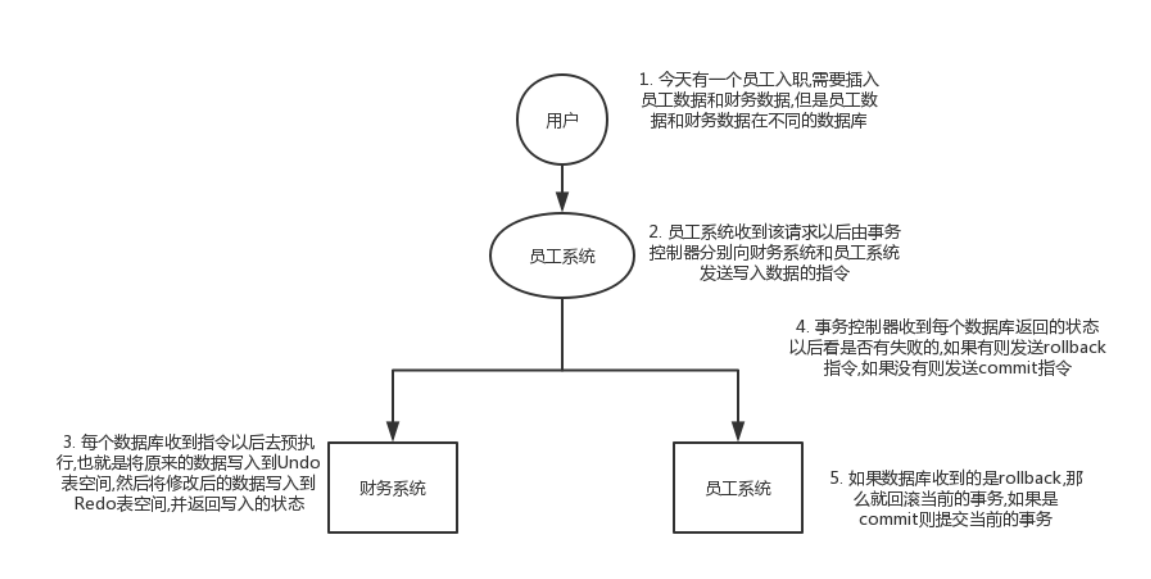 1. 今天有一个员工入职,需要插入
员工数据和财务数据,但是员工数
据和财务数据在不同的数据库
用户
2. 员工系统收到该请求以后由事务
控制器分别向财务系统和员工系统
发送写入数据的指令
员工系统
4. 事务控制器收到每个数据库返回的状态
以后看是否有失败的,如果有则发送rollback
指令,如果没有则发送commit指令
3. 每个数据库收到指令以后去预执
行,也就是将原来的数据写入到Undo
表空间,然后将修改后的数据写入到
Redo表空间,并返回写入的状态
财务系统
员工系统
5. 如果数据库收到的是rollback,那
么就回滚当前的事务,如果是
commit则提交当前的事务